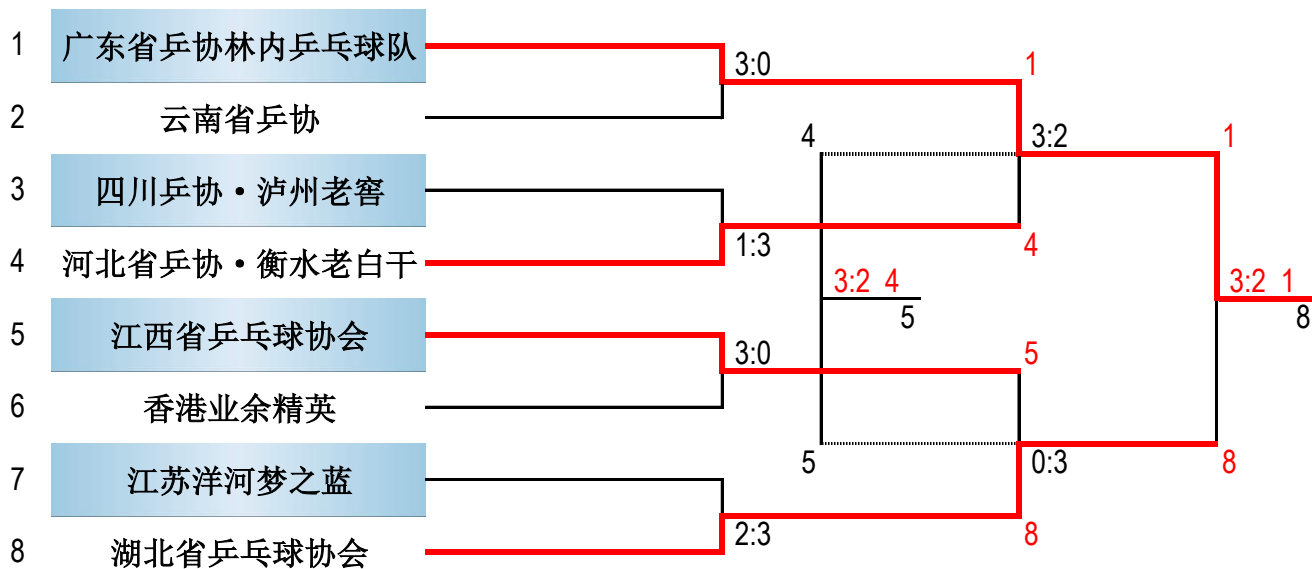 1 广东省乒协林内乒乓球队
3:0 1
2 云南省乒协
4 3:2 1
3 四川乒协·泸州老窖
1:3 4
4 河北省乒协·衡水老白干
3:2 4 3:2 1
5 8
5 江西省乒乓球协会
3:0 5
6 香港业余精英
5 0:3 8
7 江苏洋河梦之蓝
2:3 8
8 湖北省乒乓球协会